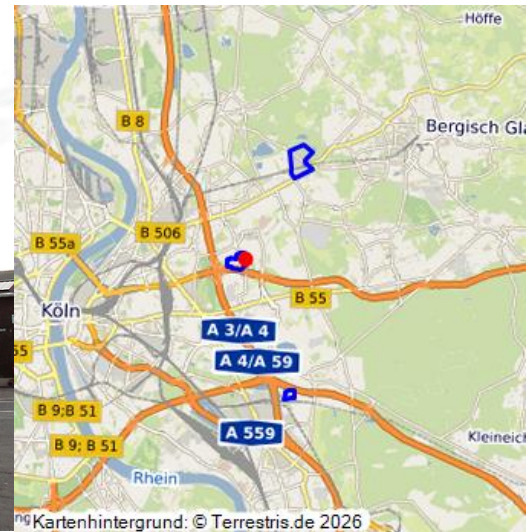 Höffe
B 8
Bergisch Gla
B 506
B 55a
B 55
Köln
A 3/A 4
55
A 4/A 59
B 9;B 51
A 559
Kleineich
B 9; B 51
Rhein
ng
Kartenhintergrund: © Terrestris.de 2026